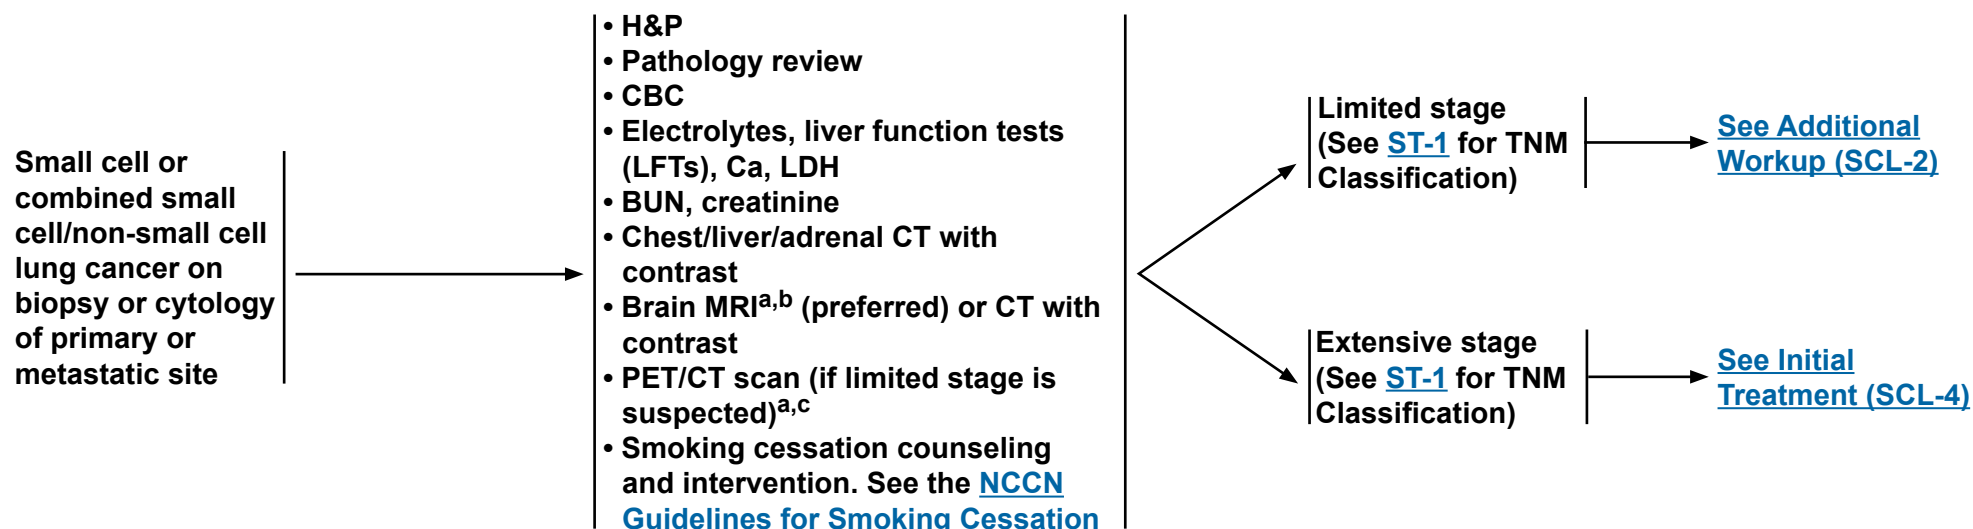 Small cell or
combined small
cell/non-small cell
lung cancer on
biopsy or cytology
of primary or
metastatic site
• H&P
• Pathology review
• CBC
• Electrolytes, liver function tests
(LFTs), Ca, LDH
• BUN, creatinine
• Chest/liver/adrenal CT with
contrast
• Brain MRIa,b (preferred) or CT with
contrast
• PET/CT scan (if limited stage is
suspected)a,c
• Smoking cessation counseling
and intervention. See the NCCN
Guidelines for Smoking Cessation
Limited stage
(See ST-1 for TNM
Classification)
See Additional
Workup (SCL-2)
Extensive stage
(See ST-1 for TNM
Classification)
See Initial
Treatment (SCL-4)